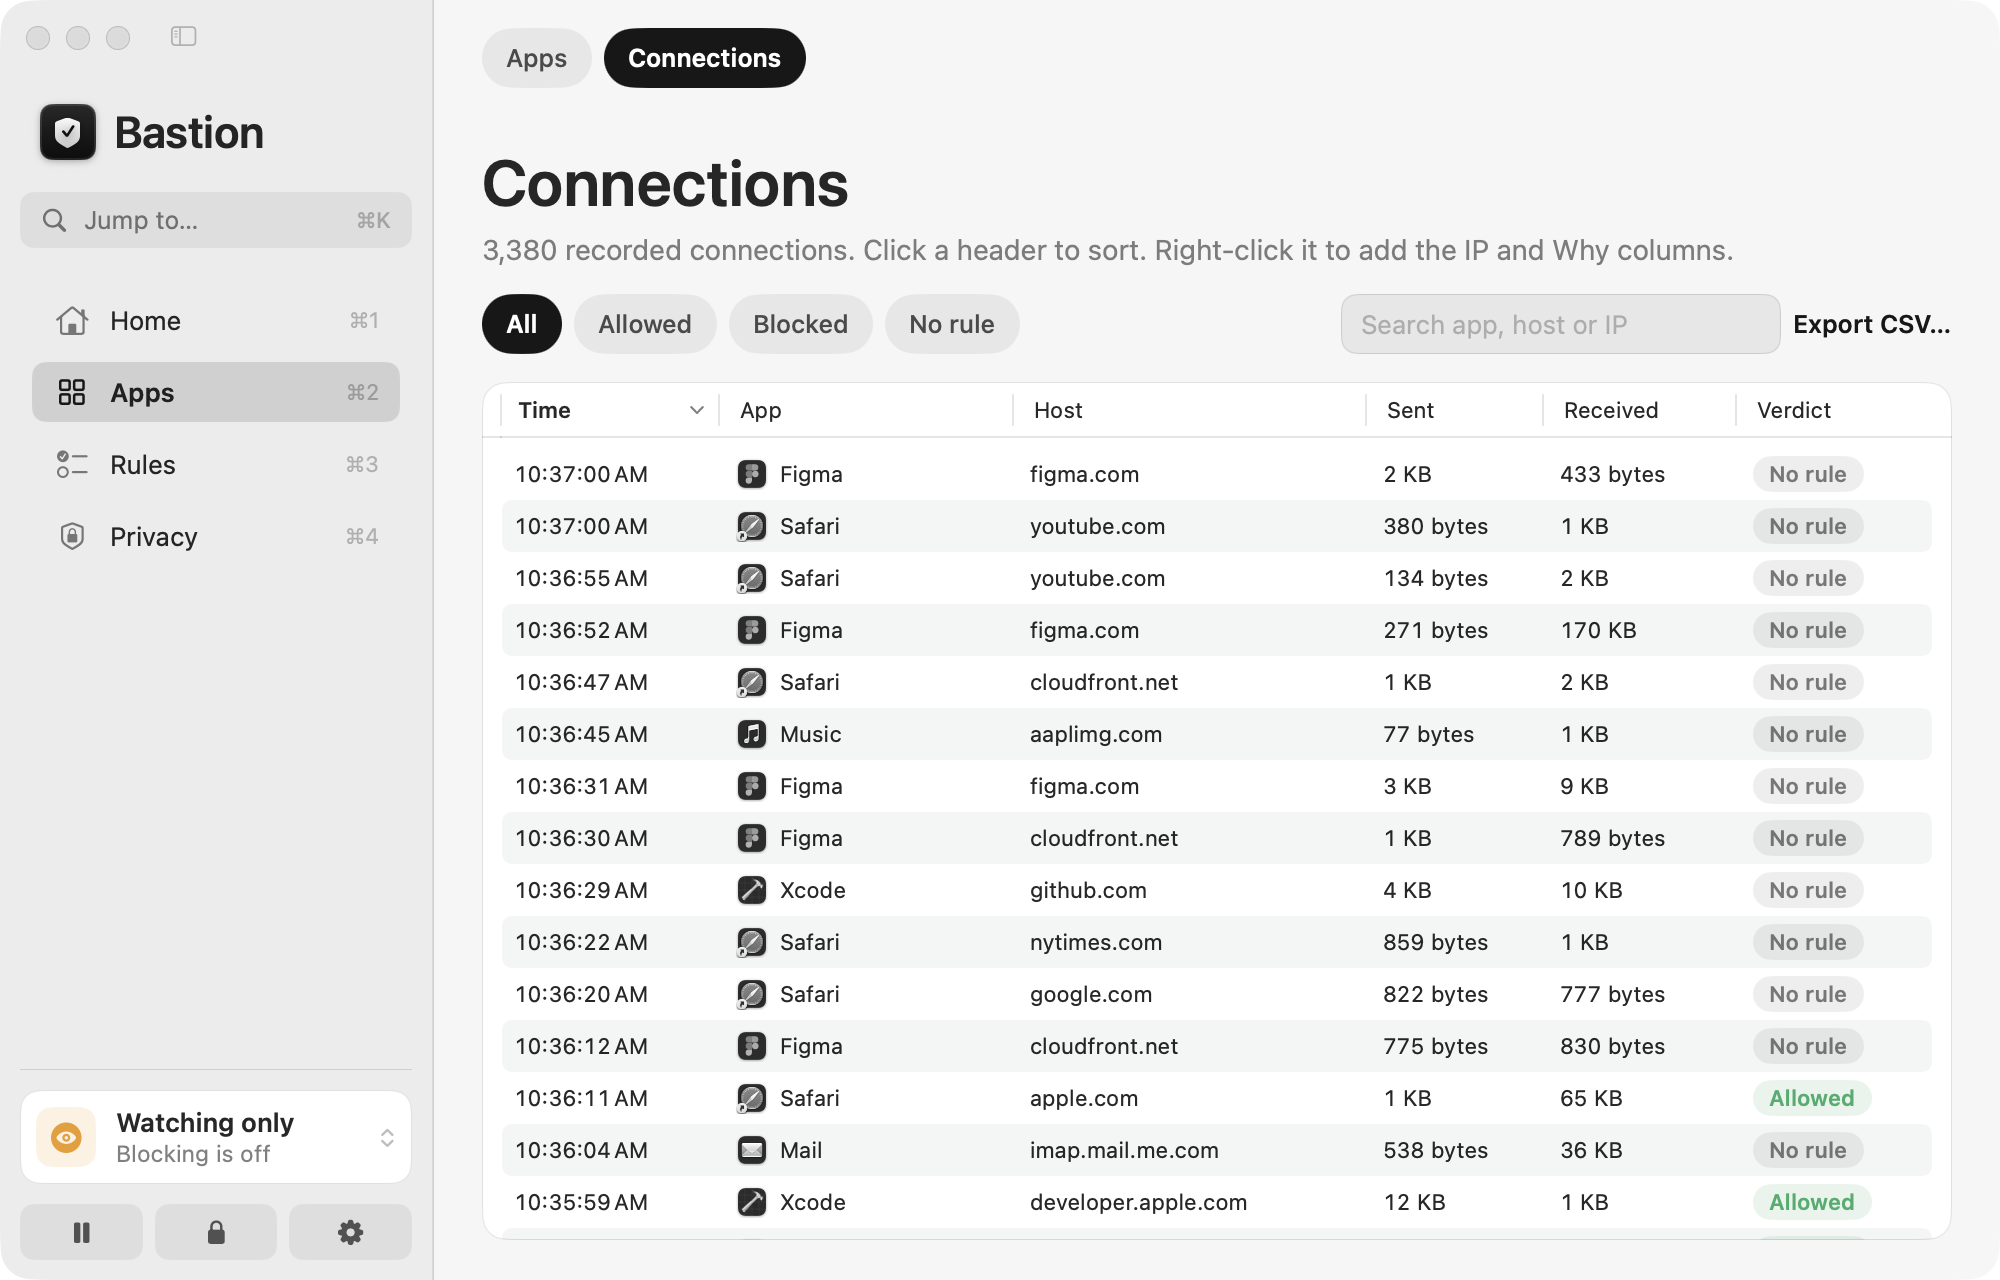 Bastion
Jump to... ⌘K
Home ⌘1
Apps ⌘2
Rules ⌘3
Privacy ⌘4
Watching only
Blocking is off
Apps Connections
Connections
3,380 recorded connections. Click a header to sort. Right-click it to add the IP and Why columns.
All Allowed Blocked No rule Search app, host or IP Export CSV...
Time App Host Sent Received Verdict
10:37:00 AM Figma figma.com 2 KB 433 bytes No rule
10:37:00 AM Safari youtube.com 380 bytes 1 KB No rule
10:36:55 AM Safari youtube.com 134 bytes 2 KB No rule
10:36:52 AM Figma figma.com 271 bytes 170 KB No rule
10:36:47 AM Safari cloudfront.net 1 KB 2 KB No rule
10:36:45 AM Music aaplimg.com 77 bytes 1 KB No rule
10:36:31 AM Figma figma.com 3 KB 9 KB No rule
10:36:30 AM Figma cloudfront.net 1 KB 789 bytes No rule
10:36:29 AM Xcode github.com 4 KB 10 KB No rule
10:36:22 AM Safari nytimes.com 859 bytes 1 KB No rule
10:36:20 AM Safari google.com 822 bytes 777 bytes No rule
10:36:12 AM Figma cloudfront.net 775 bytes 830 bytes No rule
10:36:11 AM Safari apple.com 1 KB 65 KB Allowed
10:36:04 AM Mail imap.mail.me.com 538 bytes 36 KB No rule
10:35:59 AM Xcode developer.apple.com 12 KB 1 KB Allowed